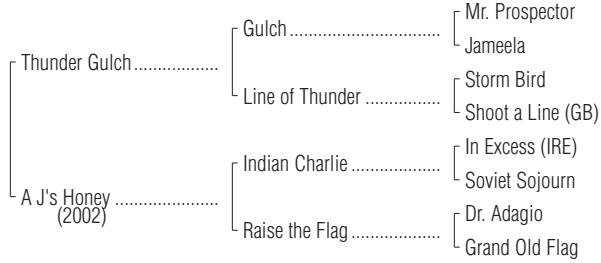 Mr. Prospector
Gulch
Jameela
Thunder Gulch
Storm Bird
Line of Thunder
Shoot a Line (GB)
In Excess (IRE)
Indian Charlie
Soviet Sojourn
A J's Honey
(2002)
Dr. Adagio
Raise the Flag
Grand Old Flag